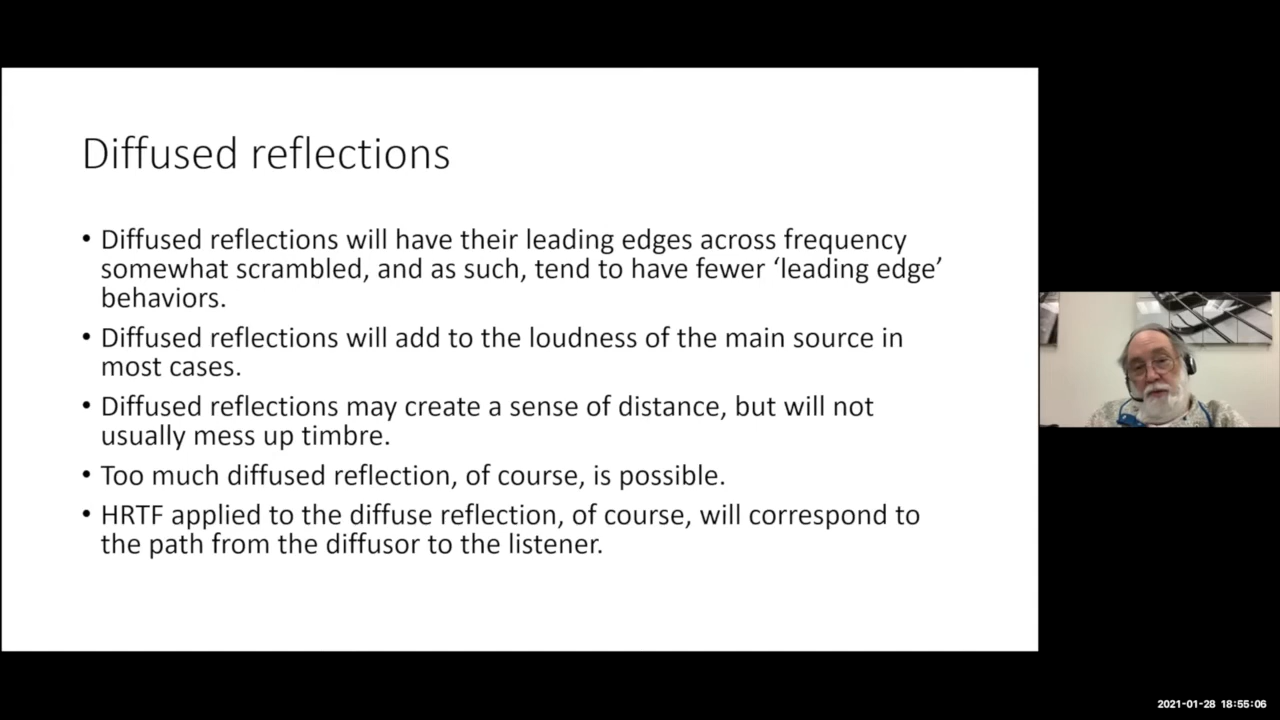 Diffused reflections
• Diffused reflections will have their leading edges across frequency
somewhat scrambled, and as such, tend to have fewer ‘leading edge’
behaviors.
• Diffused reflections will add to the loudness of the main source in
most cases.
• Diffused reflections may create a sense of distance, but will not
usually mess up timbre.
• Too much diffused reflection, of course, is possible.
• HRTF applied to the diffuse reflection, of course, will correspond to
the path from the diffusor to the listener.
2021-01-28 18:55:06